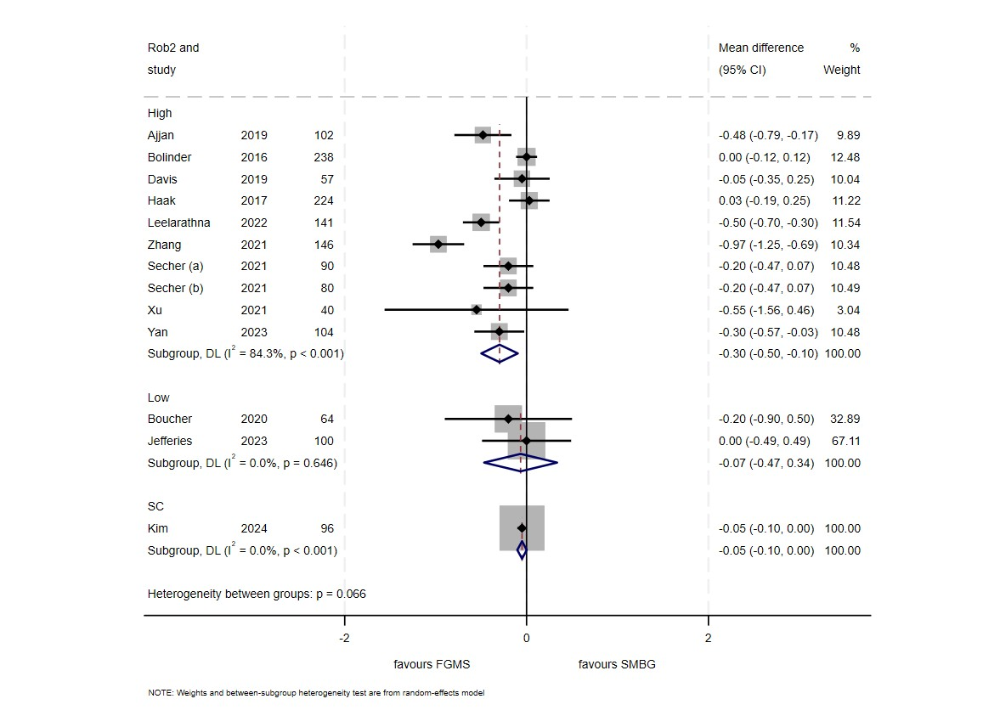 Rob2 and Mean difference %
study (95% CI) Weight
High
Ajjan 2019 102 -0.48 (-0.79, -0.17) 9.89
Bolinder 2016 238 0.00 (-0.12, 0.12) 12.48
Davis 2019 57 -0.05 (-0.35, 0.25) 10.04
Haak 2017 224 0.03 (-0.19, 0.25) 11.22
Leelarathna 2022 141 -0.50 (-0.70, -0.30) 11.54
Zhang 2021 146 -0.97 (-1.25, -0.69) 10.34
Secher (a) 2021 90 -0.20 (-0.47, 0.07) 10.48
Secher (b) 2021 80 -0.20 (-0.47, 0.07) 10.49
Xu 2021 40 -0.55 (-1.56, 0.46) 3.04
Yan 2023 104 -0.30 (-0.57, -0.03) 10.48
Subgroup, DL (I² = 84.3%, p < 0.001) -0.30 (-0.50, -0.10) 100.00
Low
Boucher 2020 64 -0.20 (-0.90, 0.50) 32.89
Jefferies 2023 100 0.00 (-0.49, 0.49) 67.11
Subgroup, DL (I² = 0.0%, p = 0.646) -0.07 (-0.47, 0.34) 100.00
SC
Kim 2024 96 -0.05 (-0.10, 0.00) 100.00
Subgroup, DL (I² = 0.0%, p < 0.001) -0.05 (-0.10, 0.00) 100.00
Heterogeneity between groups: p = 0.066
-2 0 2
favours FGMS favours SMBG
NOTE: Weights and between-subgroup heterogeneity test are from random-effects model